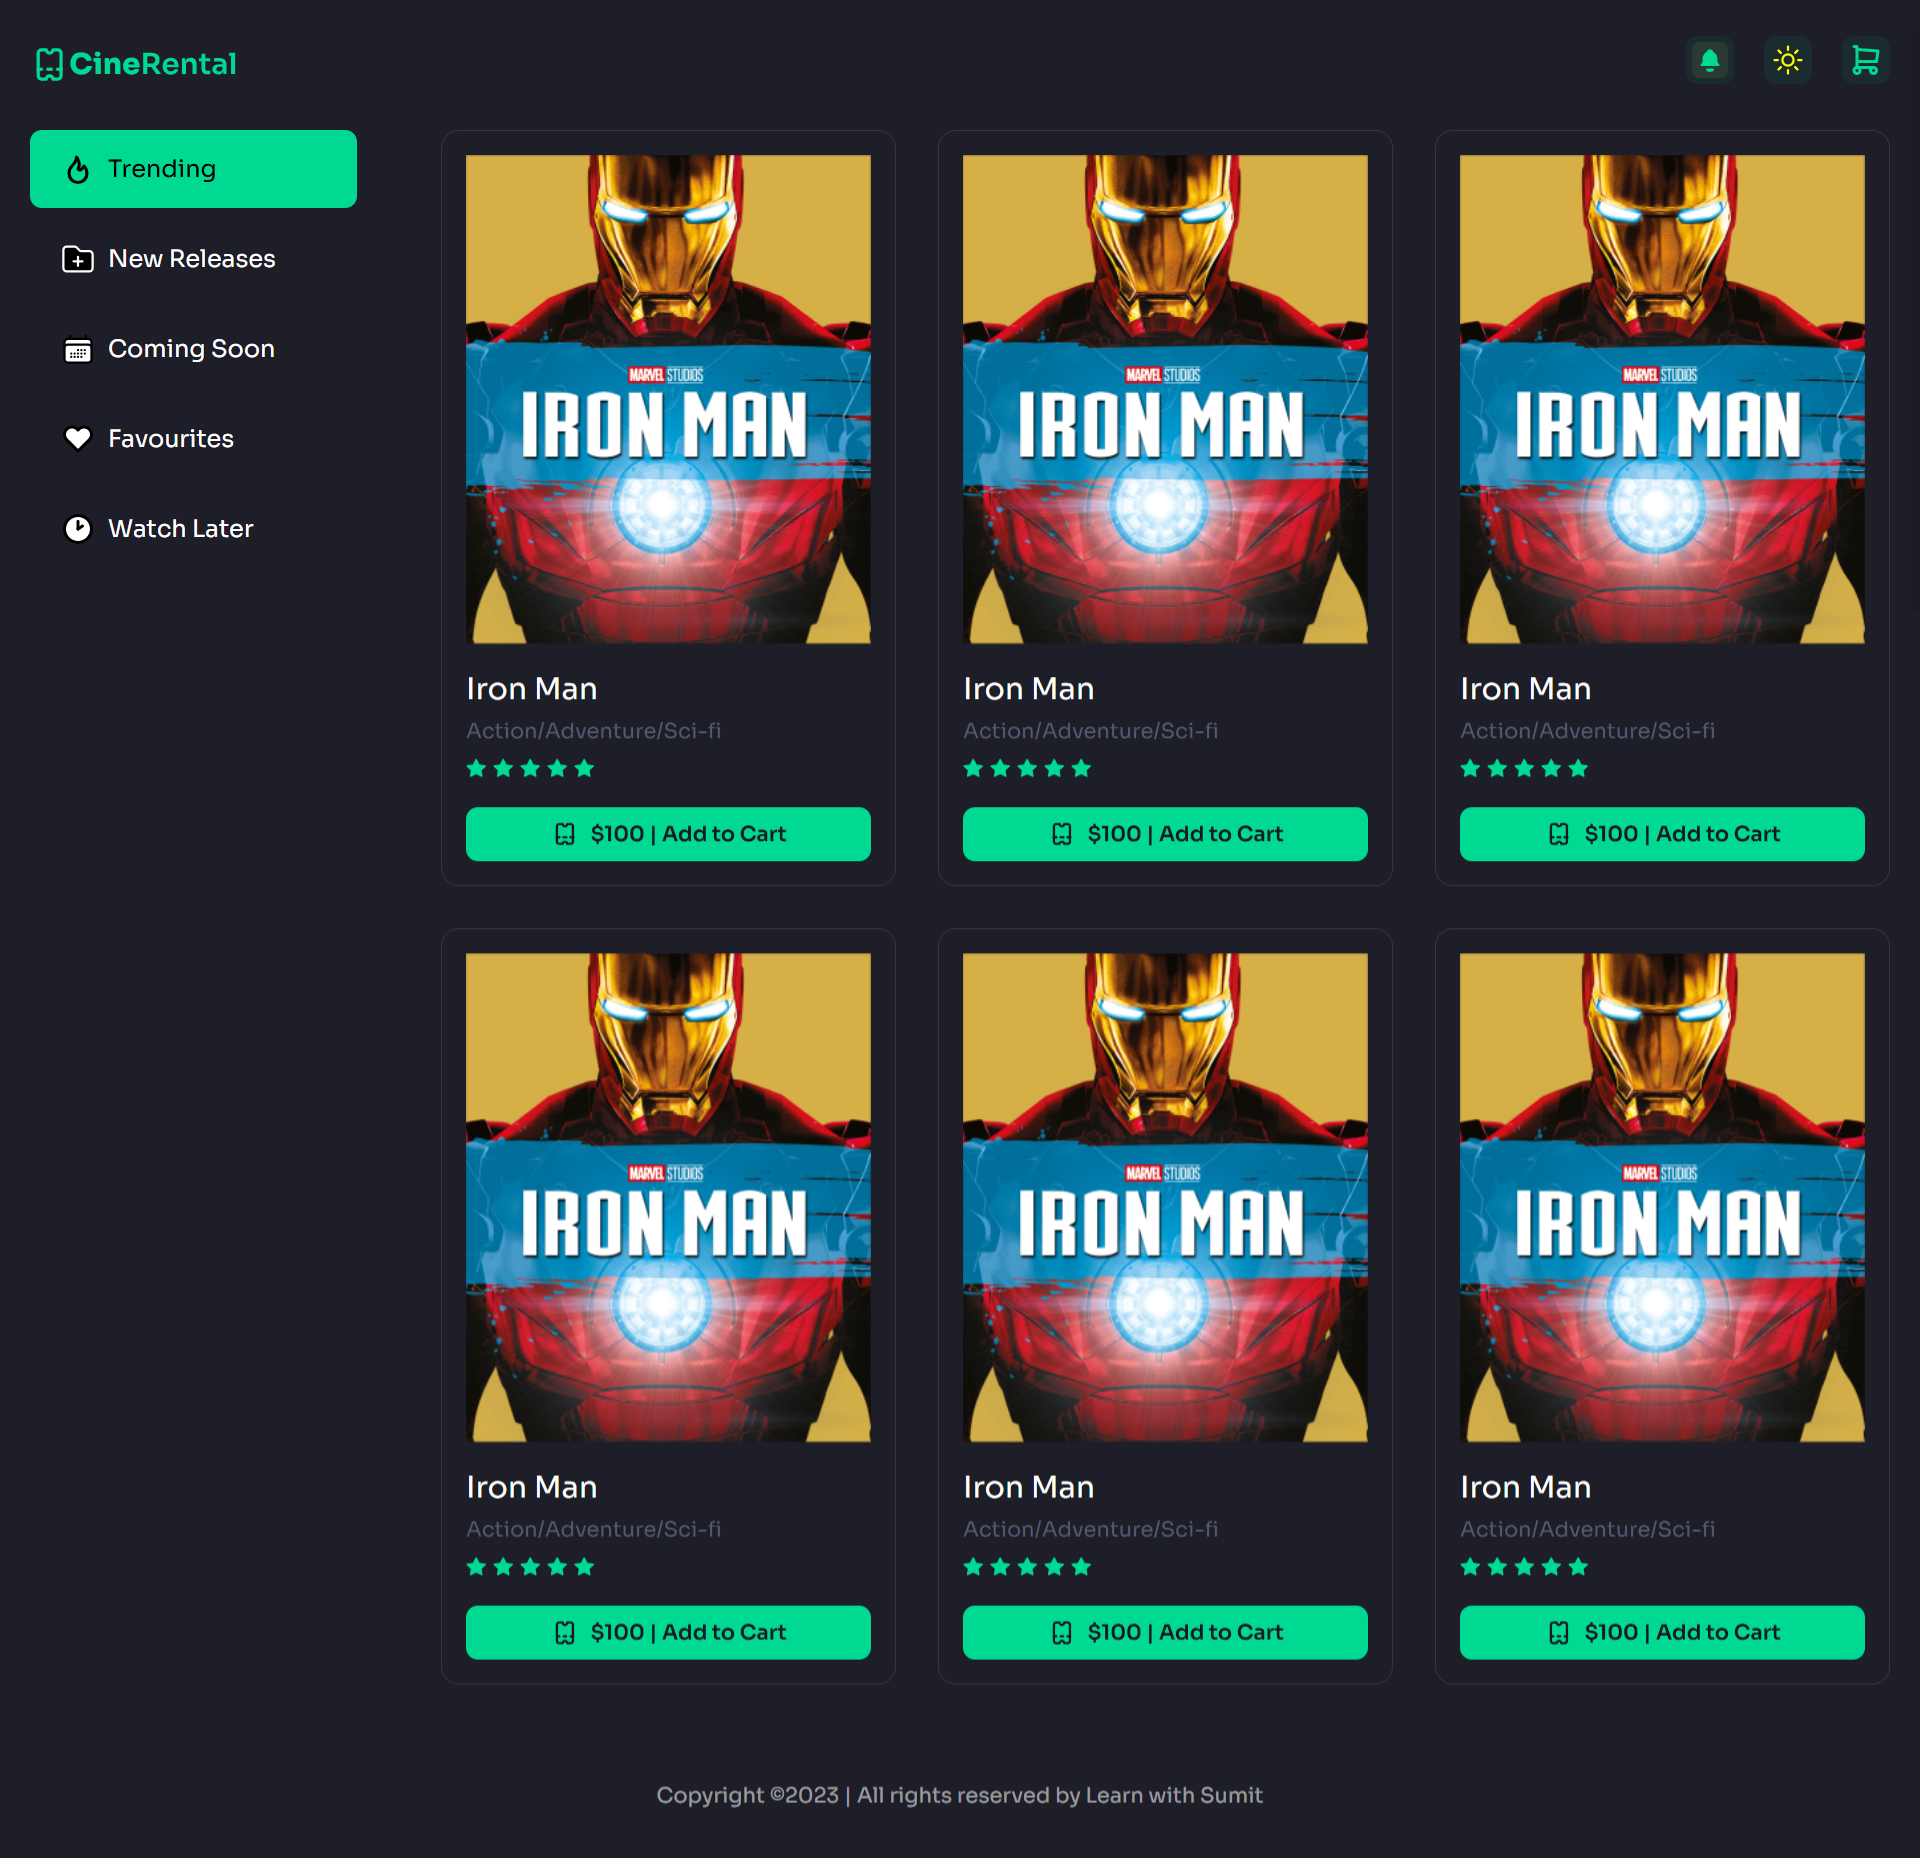 CineRental
Trending
New Releases
Coming Soon
Favourites
Watch Later
MARVEL STUDIOS
IRON MAN
Iron Man
Action/Adventure/Sci-fi
$100 | Add to Cart
MARVEL STUDIOS
IRON MAN
Iron Man
Action/Adventure/Sci-fi
$100 | Add to Cart
MARVEL STUDIOS
IRON MAN
Iron Man
Action/Adventure/Sci-fi
$100 | Add to Cart
MARVEL STUDIOS
IRON MAN
Iron Man
Action/Adventure/Sci-fi
$100 | Add to Cart
MARVEL STUDIOS
IRON MAN
Iron Man
Action/Adventure/Sci-fi
$100 | Add to Cart
MARVEL STUDIOS
IRON MAN
Iron Man
Action/Adventure/Sci-fi
$100 | Add to Cart
Copyright ©2023 | All rights reserved by Learn with Sumit